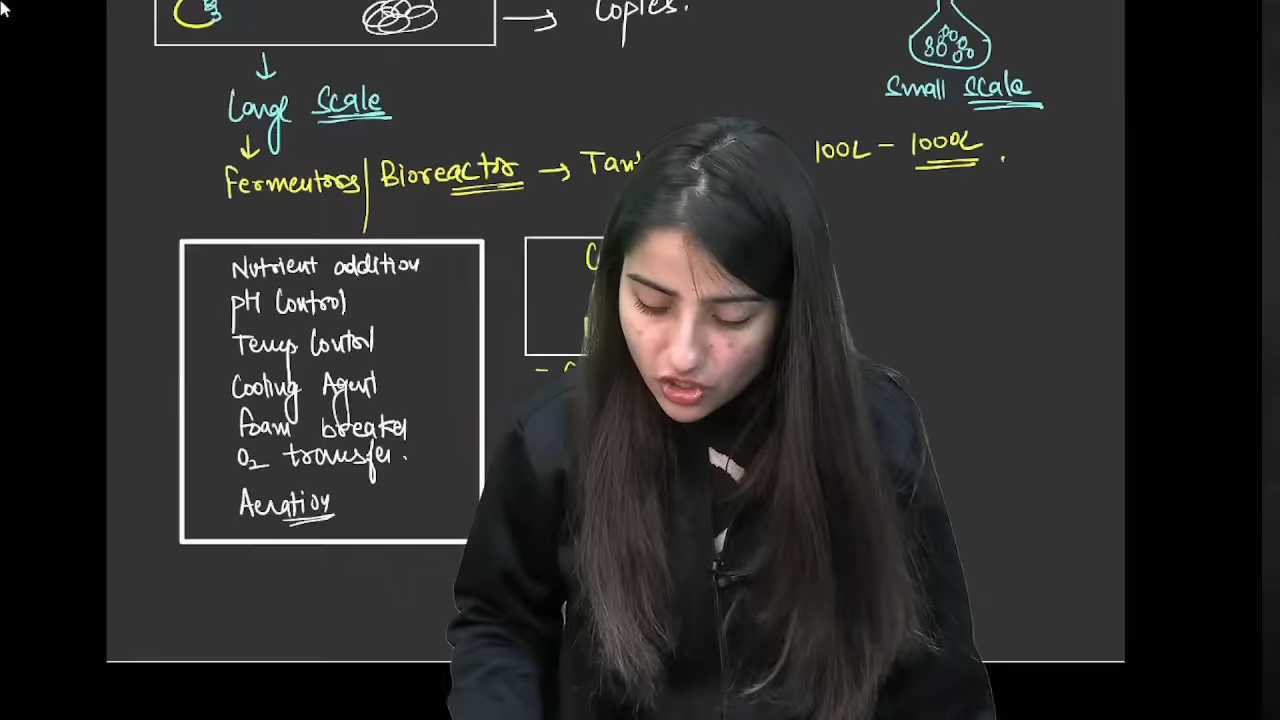 Copies.
Small scale
Large scale
100L - 1000L.
Fermentors | Bioreactor → Tan
Nutrient addition
pH Control
Temp Control
Cooling Agent
foam breaker
O2 transfer.
Aeration